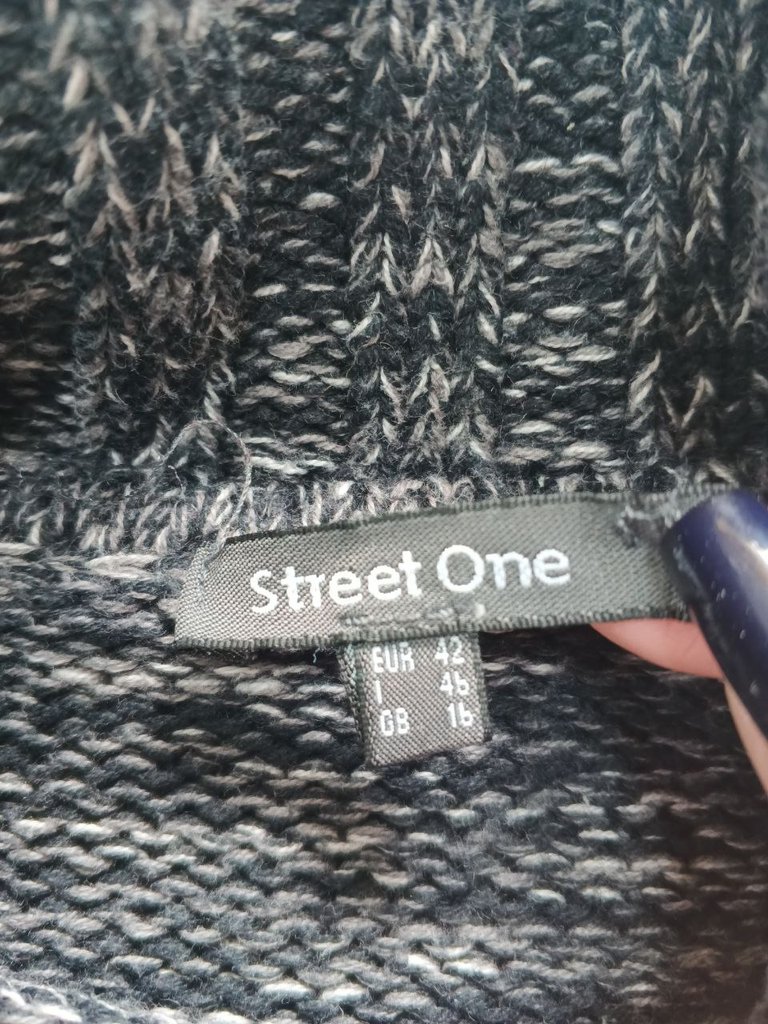 Street One
EUR 42
I 46
GB 16